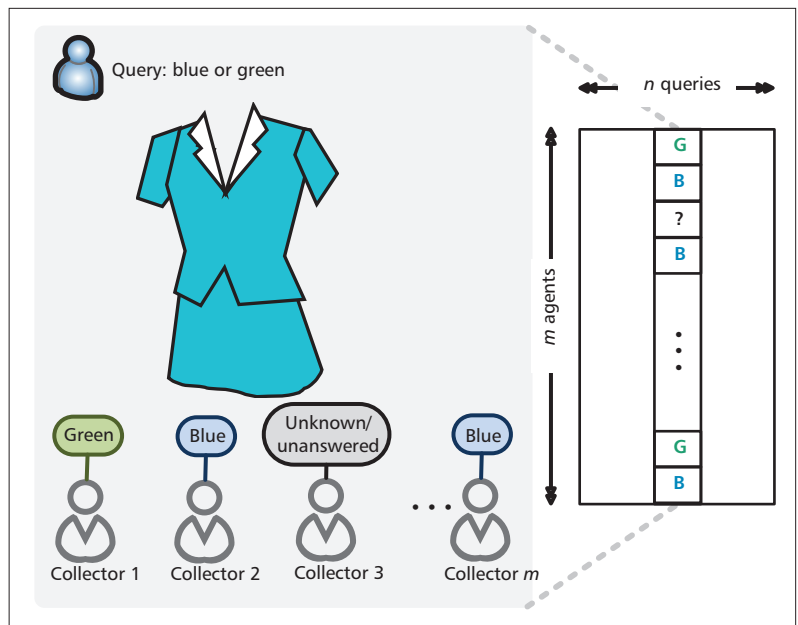 Query: blue or green
Green
Blue
Unknown/
unanswered
Blue
. . .
Collector 1
Collector 2
Collector 3
Collector m
n queries
m agents
G
B
?
B
. . .
G
B